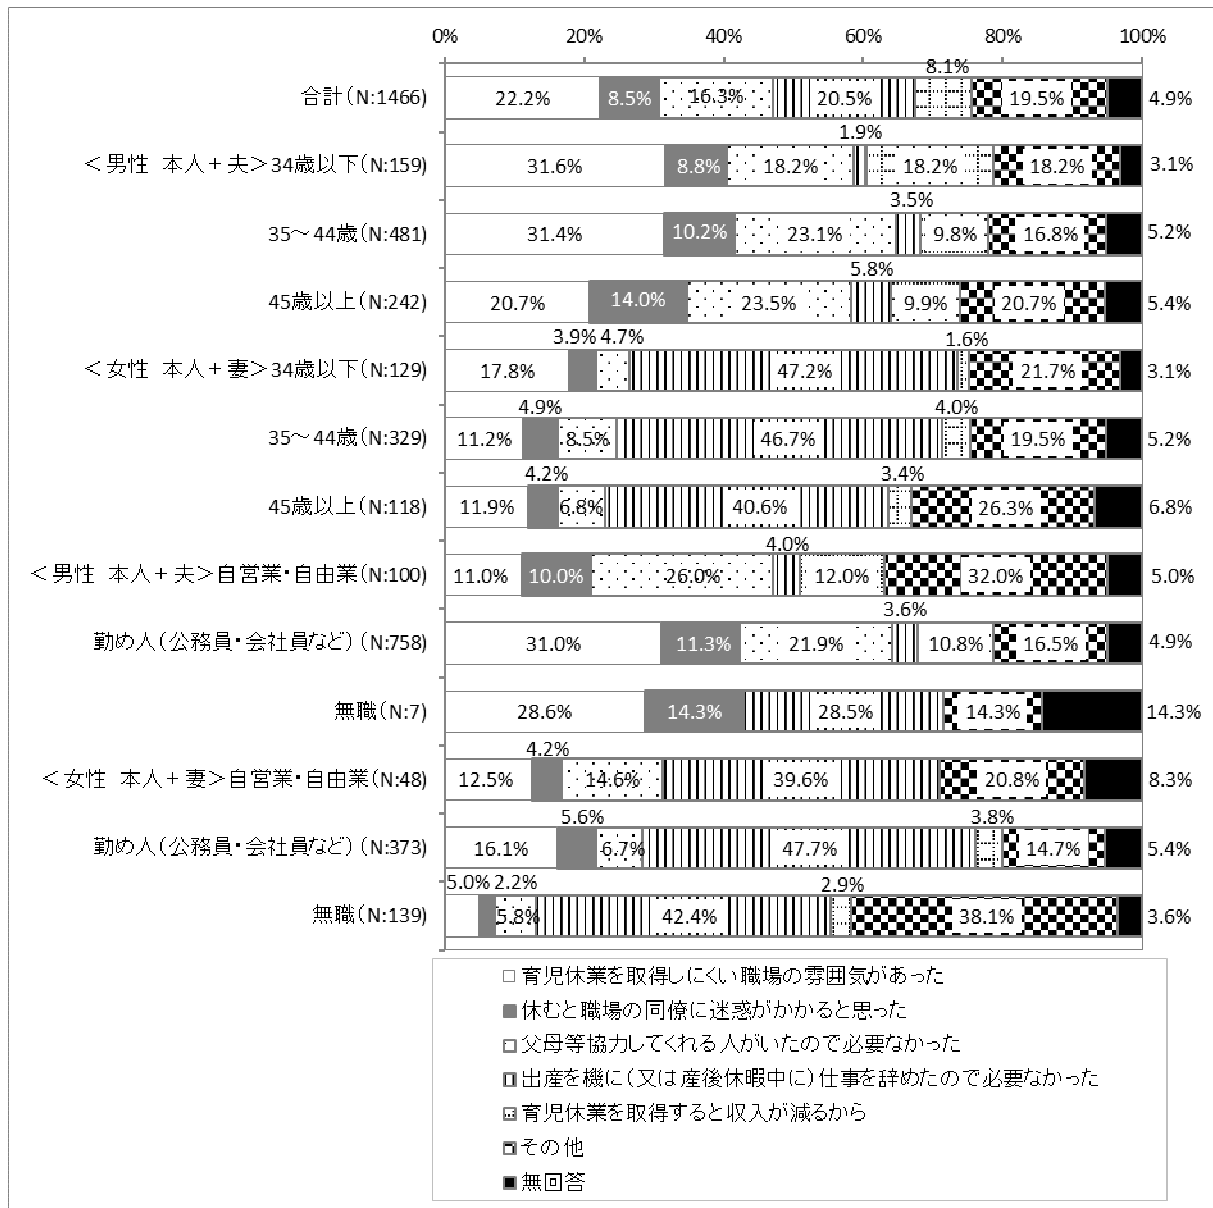 0% 20% 40% 60% 80% 100%
8.1%
合計(N:1466) 22.2% 8.5% 16.3% 20.5% 19.5% 4.9%
1.9%
<男性 本人+夫>34歳以下(N:159) 31.6% 8.8% 18.2% 18.2% 18.2% 3.1%
3.5%
35～44歳(N:481) 31.4% 10.2% 23.1% 9.8% 16.8% 5.2%
5.8%
45歳以上(N:242) 20.7% 14.0% 23.5% 9.9% 20.7% 5.4%
3.9% 4.7% 1.6%
<女性 本人+妻>34歳以下(N:129) 17.8% 47.2% 21.7% 3.1%
4.9% 4.0%
35～44歳(N:329) 11.2% 8.5% 46.7% 19.5% 5.2%
4.2% 3.4%
45歳以上(N:118) 11.9% 6.8% 40.6% 26.3% 6.8%
4.0%
<男性 本人+夫>自営業・自由業(N:100) 11.0% 10.0% 26.0% 12.0% 32.0% 5.0%
3.6%
勤め人(公務員・会社員など) (N:758) 31.0% 11.3% 21.9% 10.8% 16.5% 4.9%
無職(N:7) 28.6% 14.3% 28.5% 14.3% 14.3%
4.2%
<女性 本人+妻>自営業・自由業(N:48) 12.5% 14.6% 39.6% 20.8% 8.3%
5.6% 3.8%
勤め人(公務員・会社員など) (N:373) 16.1% 6.7% 47.7% 14.7% 5.4%
5.0% 2.2% 2.9%
無職(N:139) 5.8% 42.4% 38.1% 3.6%
育児休業を取得しにくい職場の雰囲気があった
休むと職場の同僚に迷惑がかかると思った
父母等協力してくれる人がいたので必要なかった
出産を機に(又は産後休暇中に)仕事を辞めたので必要なかった
育児休業を取得すると収入が減るから
その他
無回答